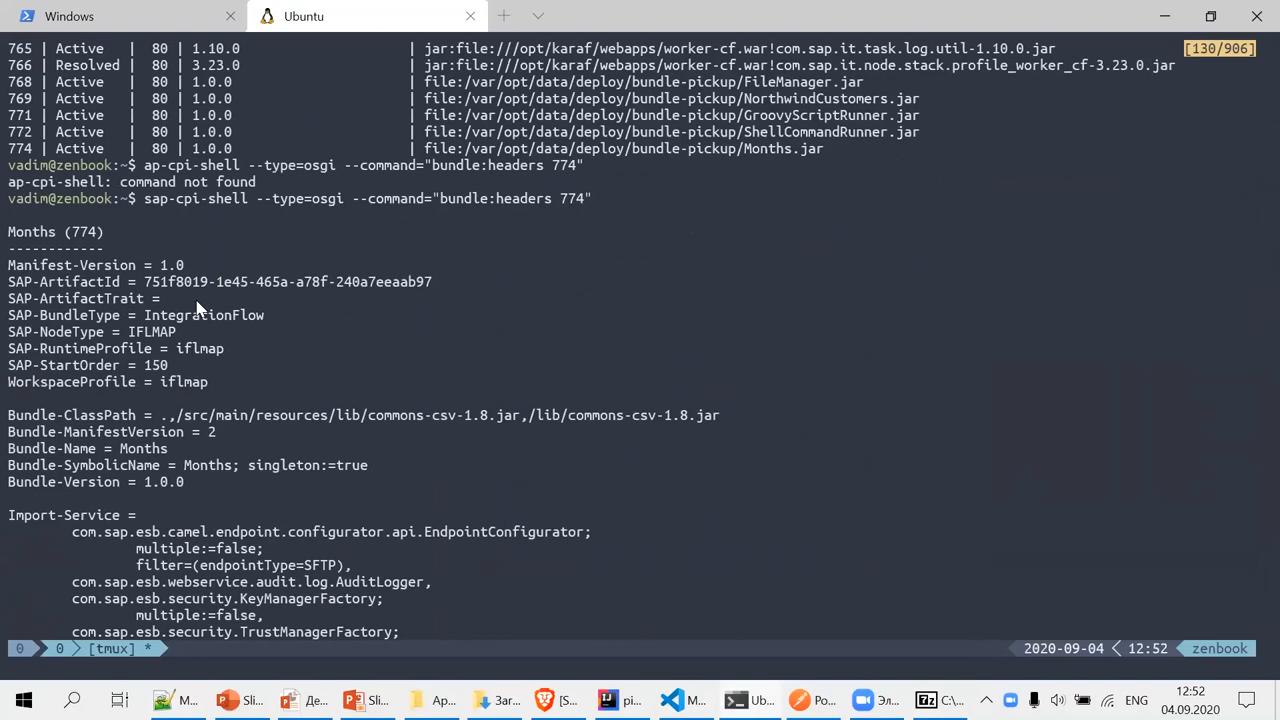 Windows
Ubuntu
765 | Active | 80 | 1.10.0 | jar:file:///opt/karaf/webapps/worker-cf.war!com.sap.it.task.log.util-1.10.0.jar
[130/906]
766 | Resolved | 80 | 3.23.0 | jar:file:///opt/karaf/webapps/worker-cf.war!com.sap.it.node.stack.profile_worker_cf-3.23.0.jar
768 | Active | 80 | 1.0.0 | file:/var/opt/data/deploy/bundle-pickup/FileManager.jar
769 | Active | 80 | 1.0.0 | file:/var/opt/data/deploy/bundle-pickup/NorthwindCustomers.jar
771 | Active | 80 | 1.0.0 | file:/var/opt/data/deploy/bundle-pickup/GroovyScriptRunner.jar
772 | Active | 80 | 1.0.0 | file:/var/opt/data/deploy/bundle-pickup/ShellCommandRunner.jar
774 | Active | 80 | 1.0.0 | file:/var/opt/data/deploy/bundle-pickup/Months.jar
vadim@zenbook:~$ ap-cpi-shell --type=osgi --command="bundle:headers 774"
ap-cpi-shell: command not found
vadim@zenbook:~$ sap-cpi-shell --type=osgi --command="bundle:headers 774"
Months (774)
------------
Manifest-Version = 1.0
SAP-ArtifactId = 751f8019-1e45-465a-a78f-240a7eeaab97
SAP-ArtifactTrait =
SAP-BundleType = IntegrationFlow
SAP-NodeType = IFLMAP
SAP-RuntimeProfile = iflmap
SAP-StartOrder = 150
WorkspaceProfile = iflmap
Bundle-ClassPath = .,/src/main/resources/lib/commons-csv-1.8.jar,/lib/commons-csv-1.8.jar
Bundle-ManifestVersion = 2
Bundle-Name = Months
Bundle-SymbolicName = Months; singleton:=true
Bundle-Version = 1.0.0
Import-Service =
com.sap.esb.camel.endpoint.configurator.api.EndpointConfigurator;
multiple:=false;
filter=(endpointType=SFTP),
com.sap.esb.webservice.audit.log.AuditLogger,
com.sap.esb.security.KeyManagerFactory;
multiple:=false,
com.sap.esb.security.TrustManagerFactory;
0 0 [tmux] * 2020-09-04 12:52 zenbook
M... Sli... Де... Sli... Ap... Заг... [S... pi... M... Ub... Po... Эл... C:\... ENG
12:52
04.09.2020